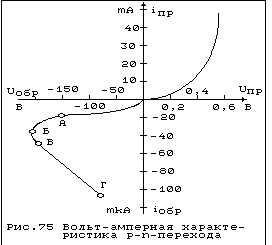 mA iпр
40
30
20
10
Uобр -150 -50 0,4 Uпр
В -100 0 0,2 0,6 В
А -20
Б -40
В
-60
-80
Г -100
mkA iобр
Рис.75 Вольт-амперная характе-
ристика p-n-перехода